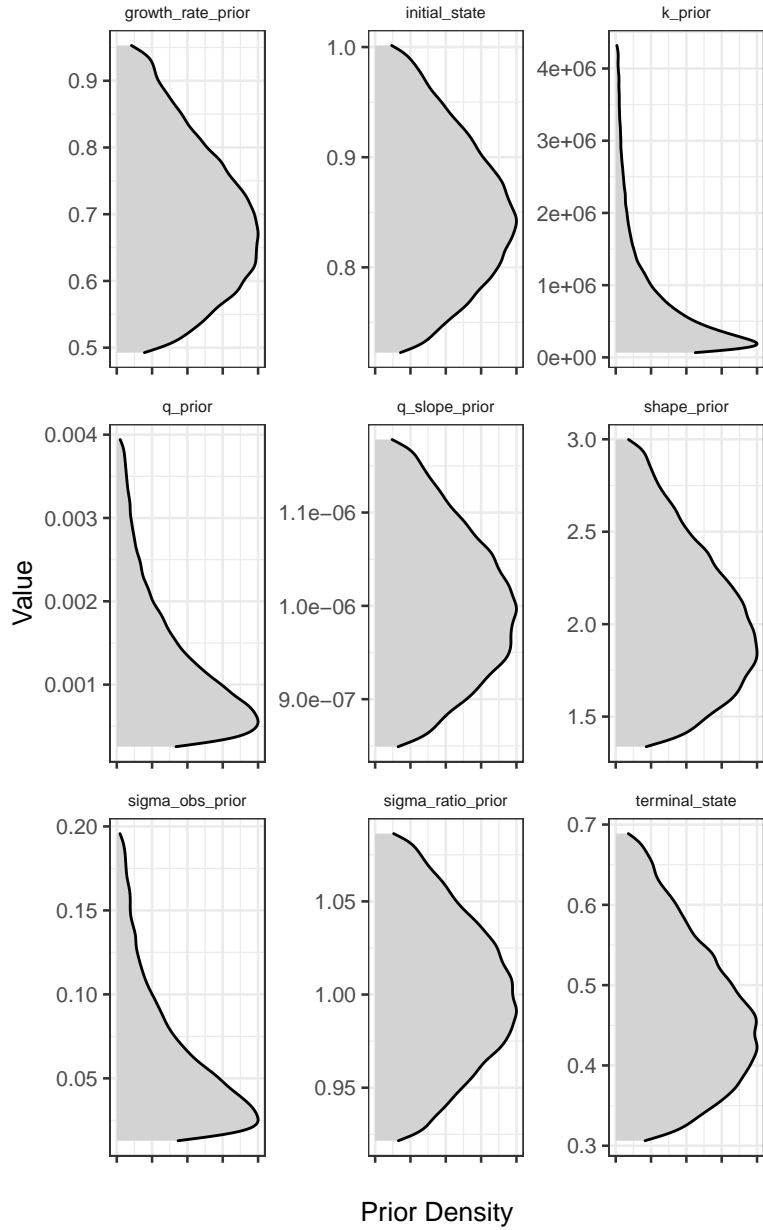 growth_rate_prior
initial_state
k_prior
0.9
0.8
0.7
0.6
0.5
1.0
0.9
0.8
4e+06
3e+06
2e+06
1e+06
0e+00
q_prior
q_slope_prior
shape_prior
0.004
0.003
0.002
0.001
1.1e−06
1.0e−06
9.0e−07
3.0
2.5
2.0
1.5
Value
sigma_obs_prior
sigma_ratio_prior
terminal_state
0.20
0.15
0.10
0.05
1.05
1.00
0.95
0.7
0.6
0.5
0.4
0.3
Prior Density